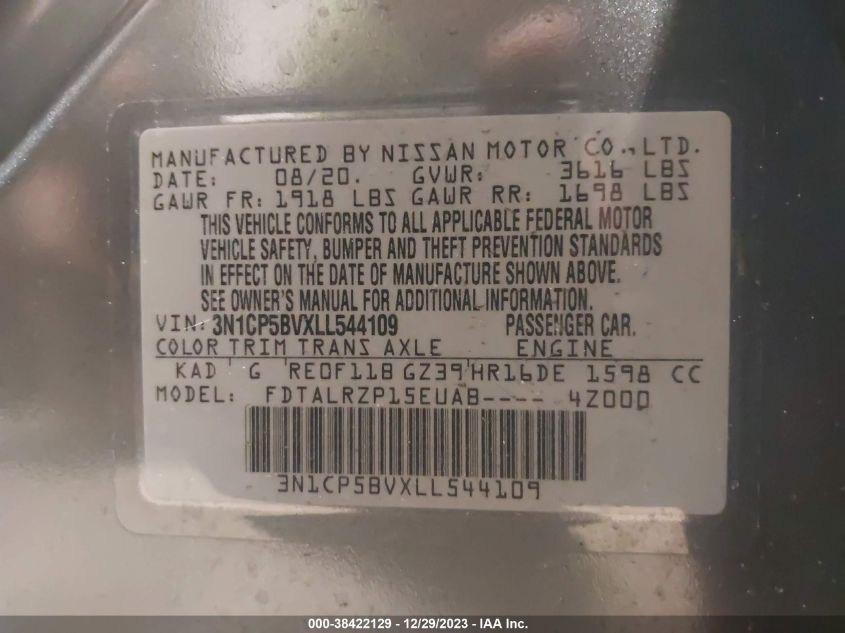 MANUFACTURED BY NISSAN MOTOR CO., LTD.
DATE: 08/20. GVWR: 3616 LBS
GAWR FR: 1918 LBS GAWR RR: 1698 LBS
THIS VEHICLE CONFORMS TO ALL APPLICABLE FEDERAL MOTOR
VEHICLE SAFETY, BUMPER AND THEFT PREVENTION STANDARDS
IN EFFECT ON THE DATE OF MANUFACTURE SHOWN ABOVE.
SEE OWNER'S MANUAL FOR ADDITIONAL INFORMATION.
VIN: 3N1CP5BVXLL544109 PASSENGER CAR.
COLOR TRIM TRANS AXLE ENGINE
KAD G RE0F11B GZ39 HR16DE 1598 CC
MODEL: FDTALRZP15EUAB---- 4Z000
3N1CP5BVXLL544109
000-38422129 - 12/29/2023 - IAA Inc.